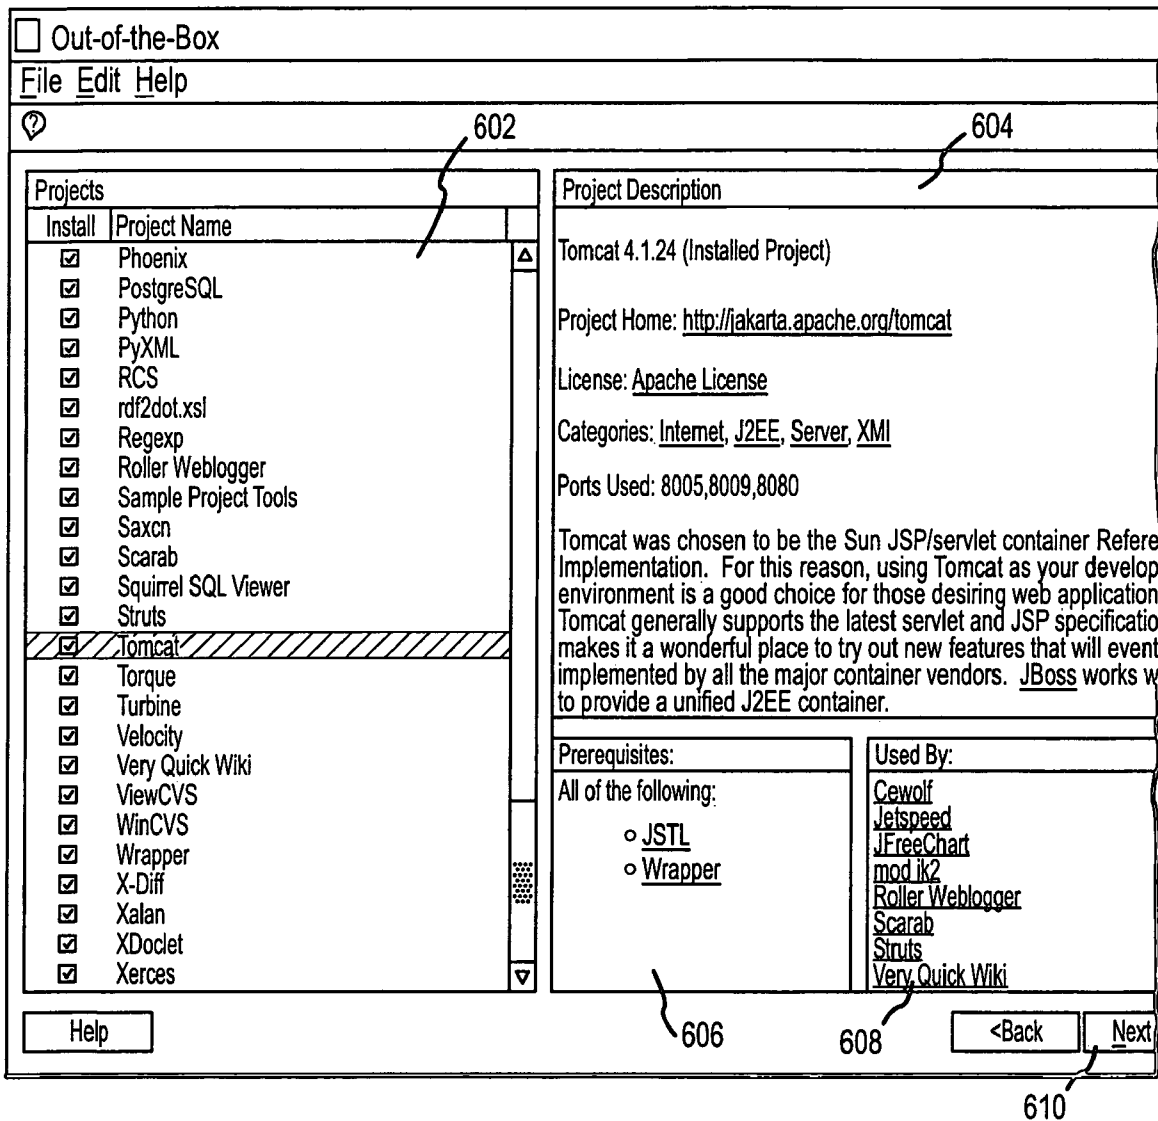 Out-of-the-Box
File Edit Help
?
602
604
Projects
Install Project Name
Phoenix
PostgreSQL
Python
PyXML
RCS
rdf2dot.xsl
Regexp
Roller Weblogger
Sample Project Tools
Saxcn
Scarab
Squirrel SQL Viewer
Struts
Tomcat
Torque
Turbine
Velocity
Very Quick Wiki
ViewCVS
WinCVS
Wrapper
X-Diff
Xalan
XDoclet
Xerces
Project Description
Tomcat 4.1.24 (Installed Project)
Project Home: http://jakarta.apache.org/tomcat
License: Apache License
Categories: Internet, J2EE, Server, XMI
Ports Used: 8005,8009,8080
Tomcat was chosen to be the Sun JSP/servlet container Refere
Implementation. For this reason, using Tomcat as your develop
environment is a good choice for those desiring web application
Tomcat generally supports the latest servlet and JSP specificatio
makes it a wonderful place to try out new features that will event
implemented by all the major container vendors. JBoss works w
to provide a unified J2EE container.
Prerequisites:
All of the following:
JSTL
Wrapper
Used By:
Cewolf
Jetspeed
JFreeChart
mod jk2
Roller Weblogger
Scarab
Struts
Very Quick Wiki
Help
606
608
<Back
Next
610